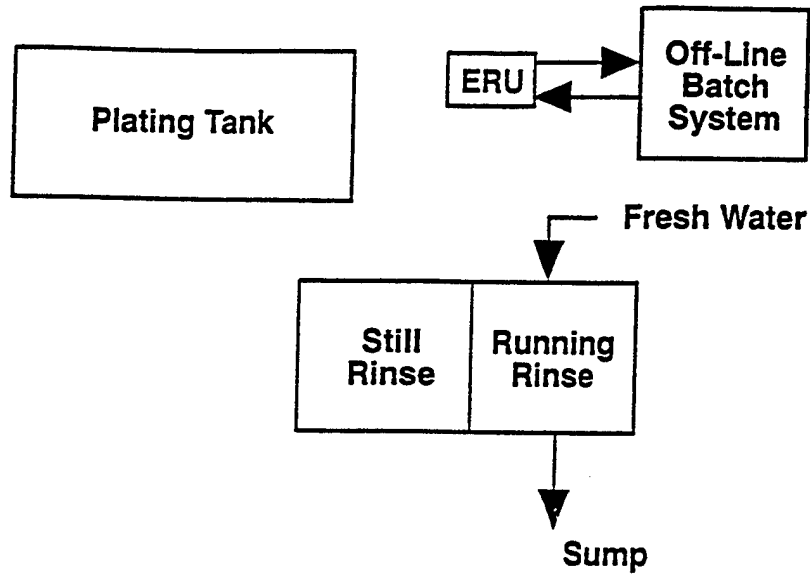 Plating Tank
ERU
Off-Line
Batch
System
Fresh Water
Still
Rinse
Running
Rinse
Sump